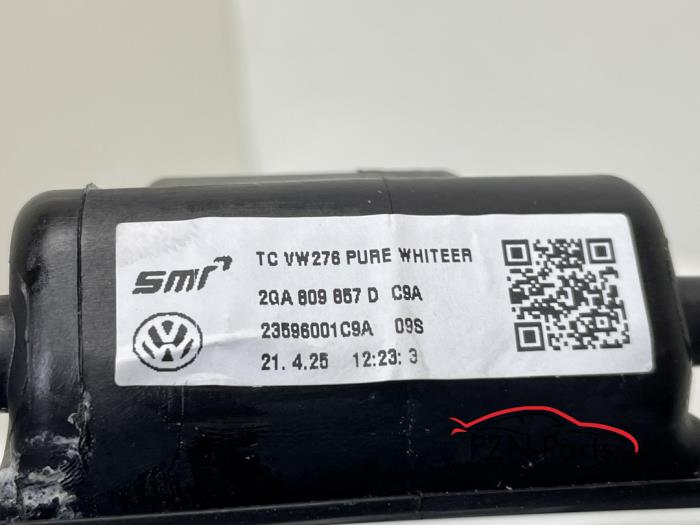 smr
TC VW276 PURE WHITEER
2GA 809 857 D C9A
23596001C9A 09S
21. 4.25 12:23: 3
FZN-Parts